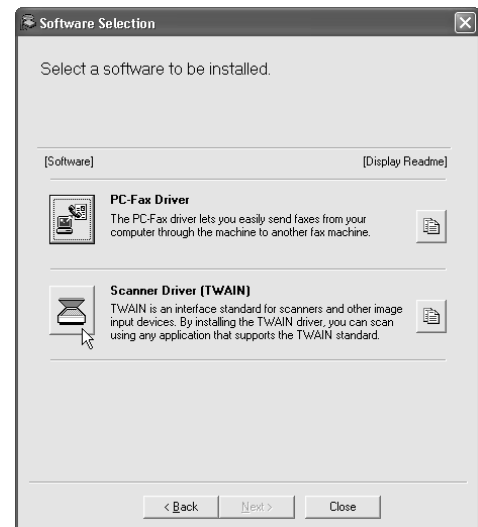 Software Selection
Select a software to be installed.
[Software] [Display Readme]
PC-Fax Driver
The PC-Fax driver lets you easily send faxes from your
computer through the machine to another fax machine.
Scanner Driver (TWAIN)
TWAIN is an interface standard for scanners and other image
input devices. By installing the TWAIN driver, you can scan
using any application that supports the TWAIN standard.
< Back Next > Close